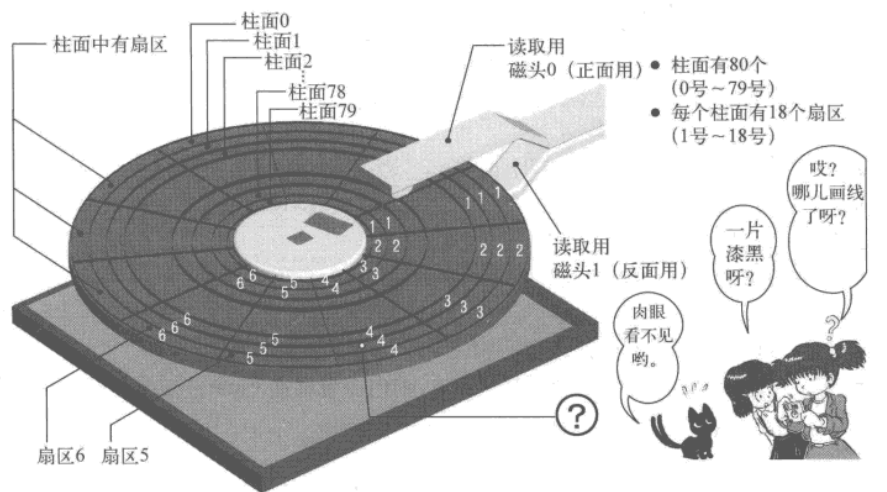 柱面中有扇区
柱面0
柱面1
柱面2
⋮
柱面78
柱面79
读取用
磁头0（正面用）
● 柱面有80个
（0号～79号）
● 每个柱面有18个扇区
（1号～18号）
哎？
哪儿画线
了呀？
一片
漆黑
呀？
肉眼
看不见
哟。
?
读取用
磁头1（反面用）
1 1 1
1 1
2 2
2 2 2
3
3
3
3
3
4
4
4
4
4
5
5
5
5
5
6
6
6
6
6
?
扇区6
扇区5